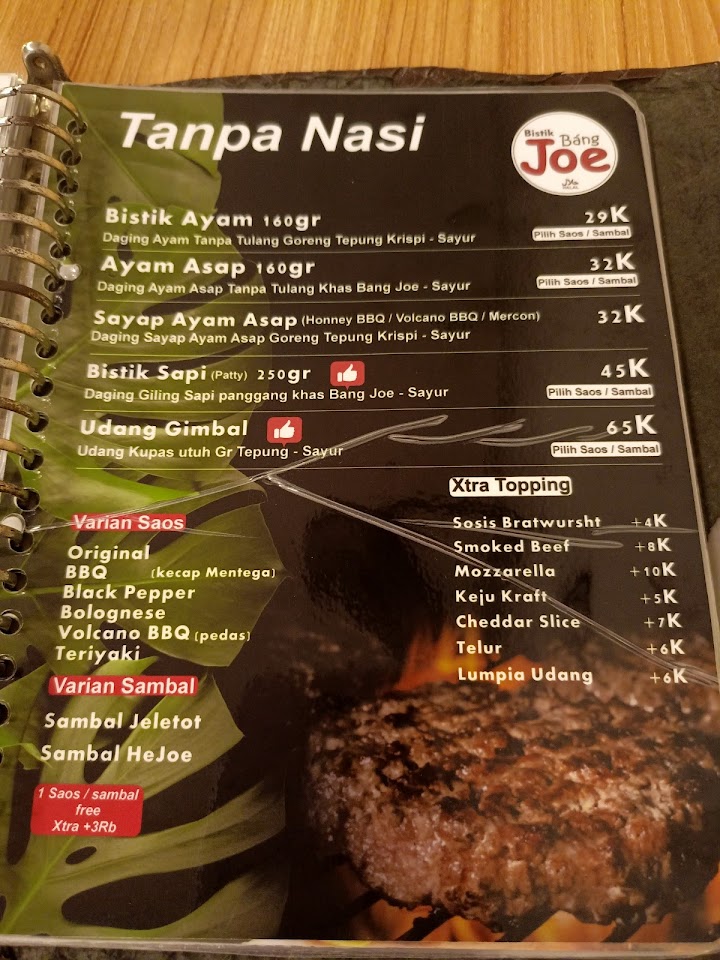 Tanpa Nasi
Bistik Báng
Joe
HALAL
Bistik Ayam 160gr 29K
Daging Ayam Tanpa Tulang Goreng Tepung Krispi - Sayur Pilih Saos / Sambal
Ayam Asap 160gr 32K
Daging Ayam Asap Tanpa Tulang Khas Bang Joe - Sayur Pilih Saos / Sambal
Sayap Ayam Asap (Honney BBQ / Volcano BBQ / Mercon) 32K
Daging Sayap Ayam Asap Goreng Tepung Krispi - Sayur
Bistik Sapi (Patty) 250gr 45K
Daging Giling Sapi panggang khas Bang Joe - Sayur Pilih Saos / Sambal
Udang Gimbal 65K
Udang Kupas utuh Gr Tepung - Sayur Pilih Saos / Sambal
Varian Saos
Original
BBQ (kecap Mentega)
Black Pepper
Bolognese
Volcano BBQ (pedas)
Teriyaki
Varian Sambal
Sambal Jeletot
Sambal HeJoe
1 Saos / sambal
free
Xtra +3Rb
Xtra Topping
Sosis Bratwursht +4K
Smoked Beef +8K
Mozzarella +10K
Keju Kraft +5K
Cheddar Slice +7K
Telur +6K
Lumpia Udang +6K